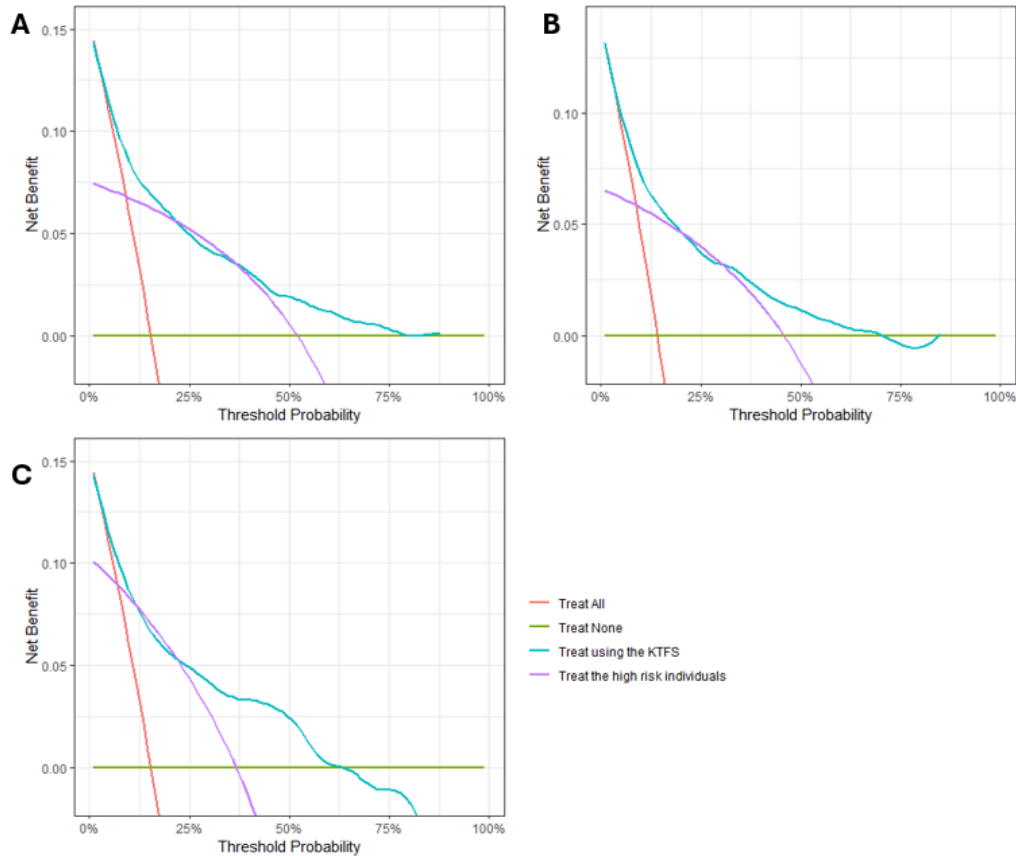 A
0.15
0.10
0.05
0.00
Net Benefit
0%
25%
50%
75%
100%
Threshold Probability
B
0.10
0.05
0.00
Net Benefit
0%
25%
50%
75%
100%
Threshold Probability
C
0.15
0.10
0.05
0.00
Net Benefit
0%
25%
50%
75%
100%
Threshold Probability
Treat All
Treat None
Treat using the KTFS
Treat the high risk individuals